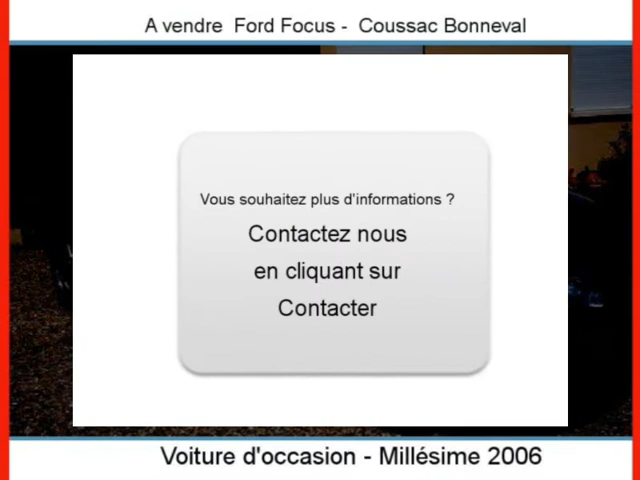 A vendre Ford Focus - Coussac Bonneval
Vous souhaitez plus d'informations ?
Contactez nous
en cliquant sur
Contacter
Voiture d'occasion - Millésime 2006